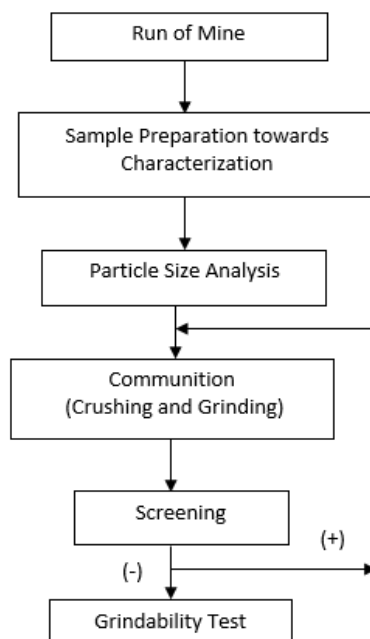 Run of Mine
Sample Preparation towards
Characterization
Particle Size Analysis
Communition
(Crushing and Grinding)
Screening
(+)
(-)
Grindability Test